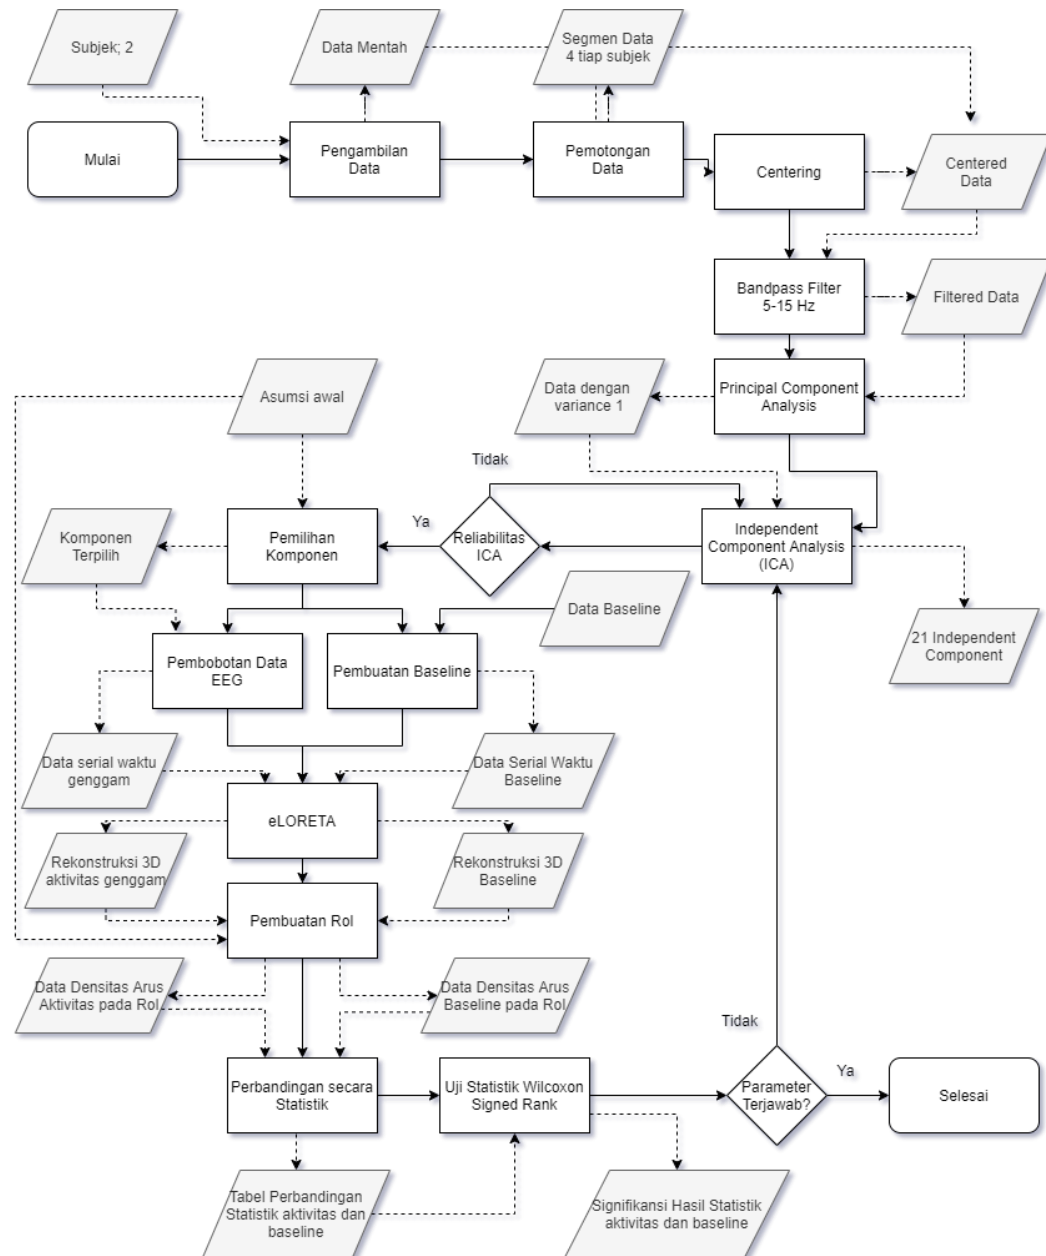 Subjek; 2
Data Mentah
Segmen Data
4 tiap subjek
Mulai
Pengambilan
Data
Pemotongan
Data
Centering
Centered
Data
Bandpass Filter
5-15 Hz
Filtered Data
Asumsi awal
Data dengan
variance 1
Principal Component
Analysis
Tidak
Komponen
Terpilih
Pemilihan
Komponen
Ya
Reliabilitas
ICA
Independent
Component Analysis
(ICA)
Data Baseline
21 Independent
Component
Pembobotan Data
EEG
Pembuatan Baseline
Data serial waktu
genggam
Data Serial Waktu
Baseline
eLORETA
Rekonstruksi 3D
aktivitas genggam
Rekonstruksi 3D
Baseline
Pembuatan RoI
Data Densitas Arus
Aktivitas pada RoI
Data Densitas Arus
Baseline pada RoI
Tidak
Perbandingan secara
Statistik
Uji Statistik Wilcoxon
Signed Rank
Parameter
Terjawab?
Ya
Selesai
Tabel Perbandingan
Statistik aktivitas dan
baseline
Signifikansi Hasil Statistik
aktivitas dan baseline